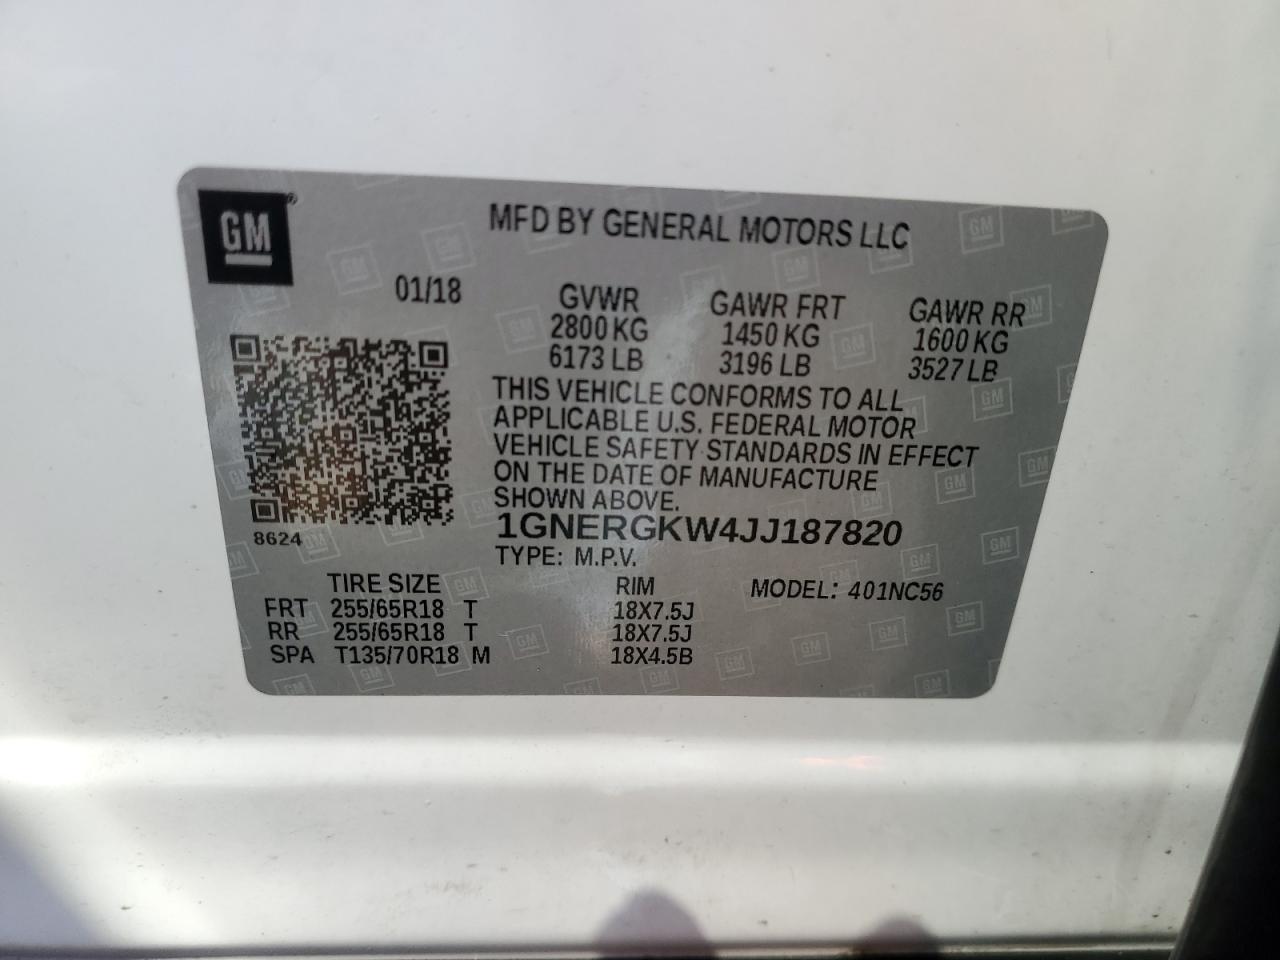 GM®
MFD BY GENERAL MOTORS LLC
01/18
GVWR GAWR FRT GAWR RR
2800 KG 1450 KG 1600 KG
6173 LB 3196 LB 3527 LB
THIS VEHICLE CONFORMS TO ALL
APPLICABLE U.S. FEDERAL MOTOR
VEHICLE SAFETY STANDARDS IN EFFECT
ON THE DATE OF MANUFACTURE
SHOWN ABOVE.
8624
1GNERGKW4JJ187820
TYPE: M.P.V.
TIRE SIZE RIM MODEL: 401NC56
FRT 255/65R18 T 18X7.5J
RR 255/65R18 T 18X7.5J
SPA T135/70R18 M 18X4.5B